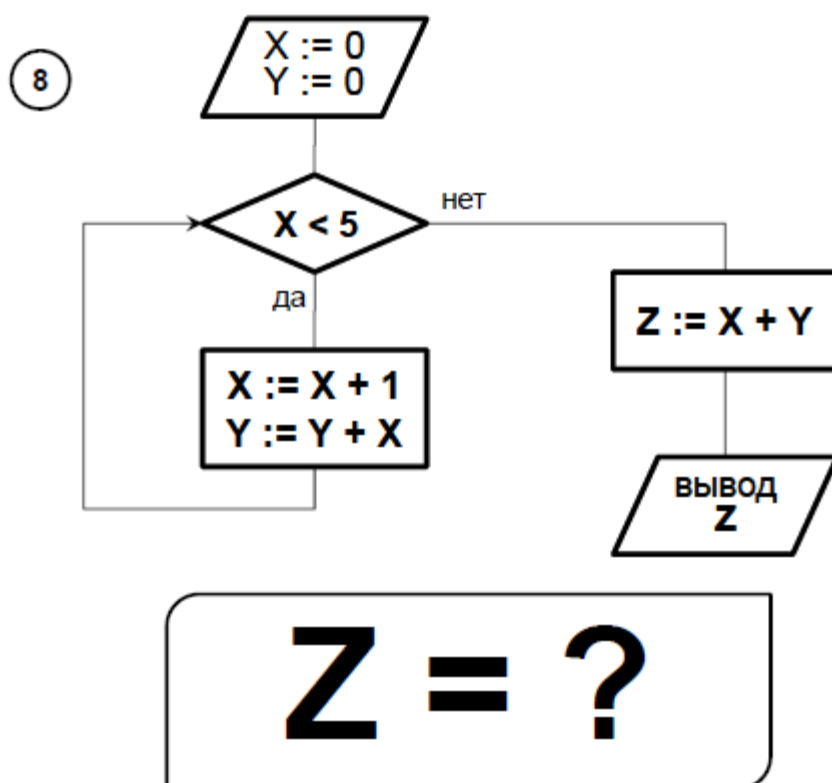 8
X := 0
Y := 0
X < 5
нет
да
X := X + 1
Y := Y + X
Z := X + Y
вывод
Z
Z = ?